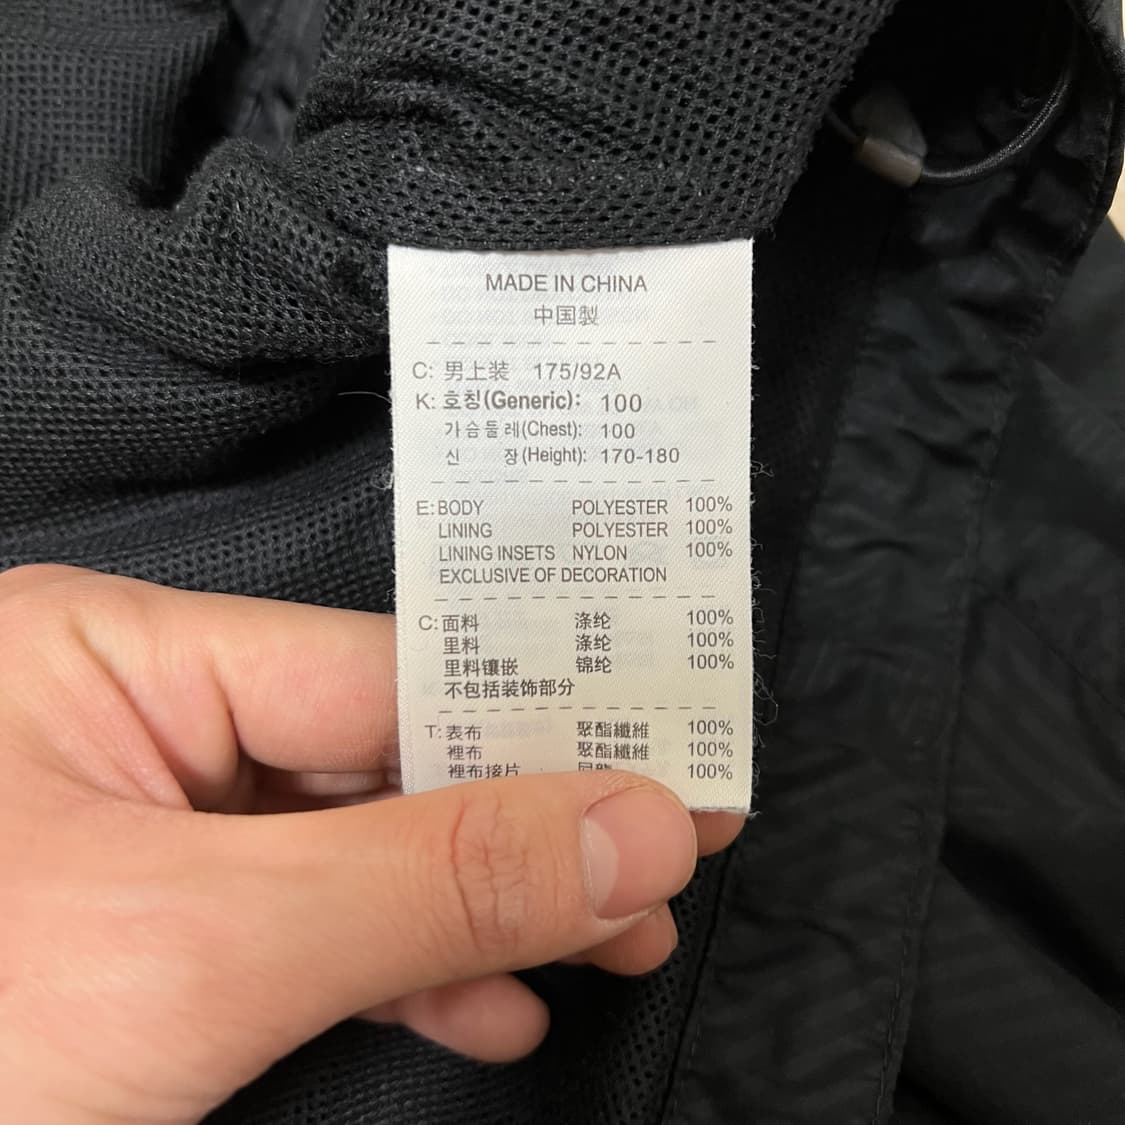 MADE IN CHINA
中国製
C: 男上装 175/92A
K: 호칭(Generic): 100
가슴둘레(Chest): 100
신 장(Height): 170-180
E: BODY POLYESTER 100%
LINING POLYESTER 100%
LINING INSETS NYLON 100%
EXCLUSIVE OF DECORATION
C: 面料 涤纶 100%
里料 涤纶 100%
里料镶嵌 锦纶 100%
不包括装饰部分
T: 表布 聚酯纖維 100%
裡布 聚酯纖維 100%
裡布接片 100%